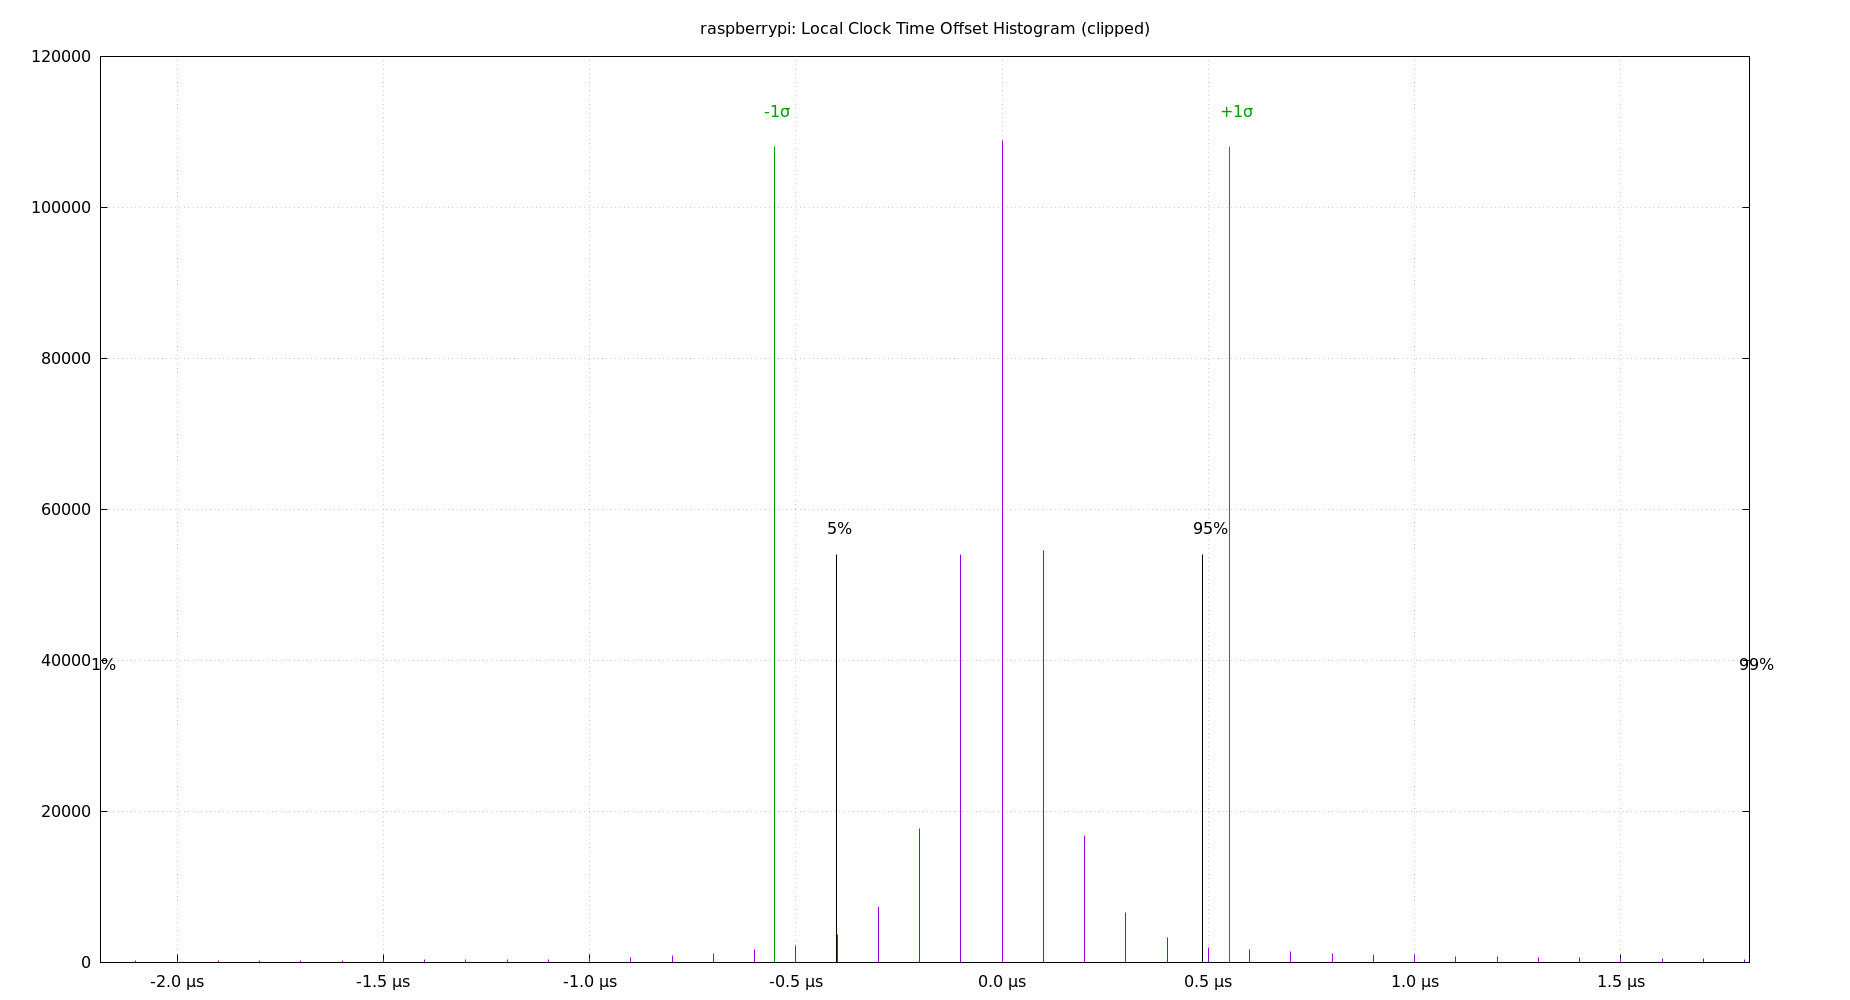 raspberrypi: Local Clock Time Offset Histogram (clipped)
120000
-1σ
+1σ
100000
80000
60000
5%
95%
40000
1%
99%
20000
0
-2.0 μs
-1.5 μs
-1.0 μs
-0.5 μs
0.0 μs
0.5 μs
1.0 μs
1.5 μs